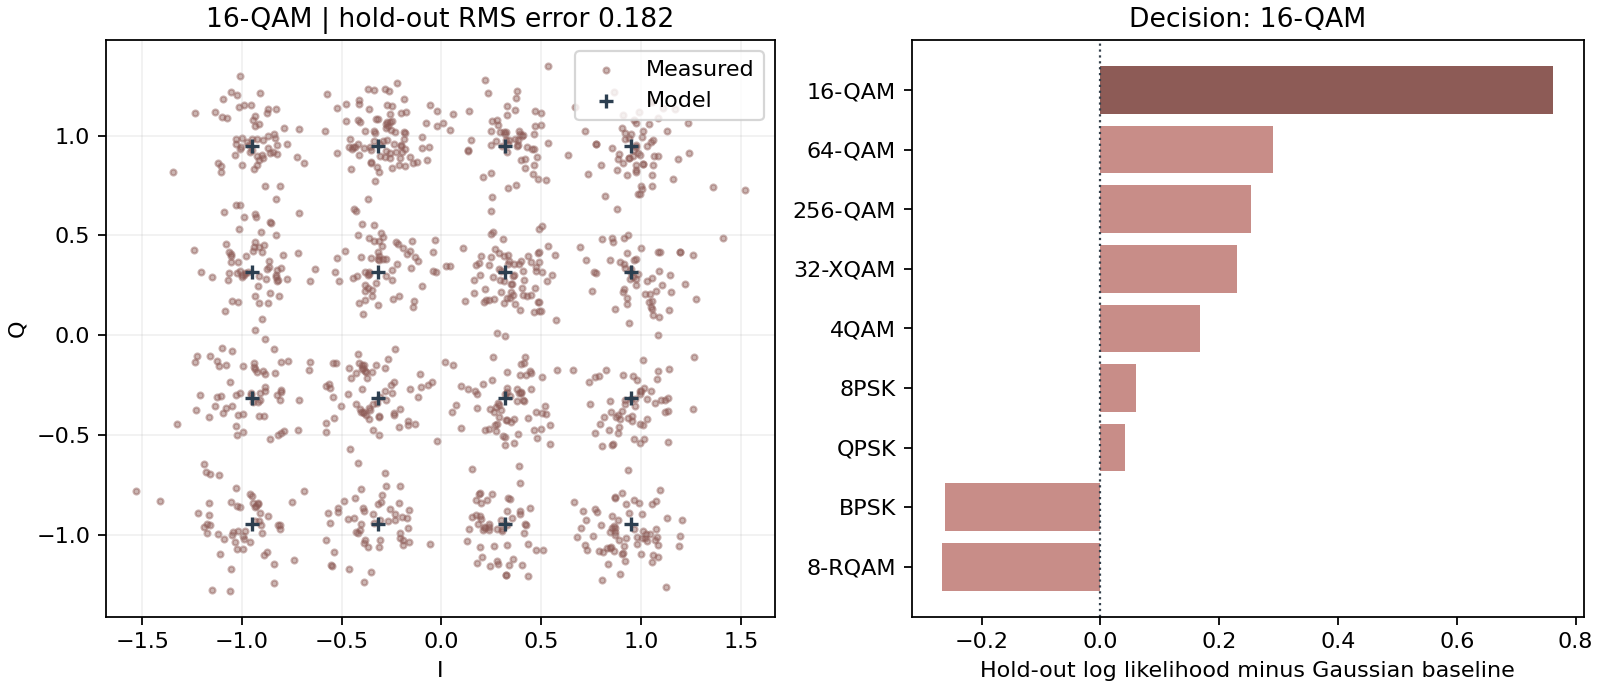 16-QAM | hold-out RMS error 0.182
Measured
Model
1.0
0.5
0.0
−0.5
−1.0
Q
−1.5
−1.0
−0.5
0.0
0.5
1.0
1.5
I
Decision: 16-QAM
16-QAM
64-QAM
256-QAM
32-XQAM
4QAM
8PSK
QPSK
BPSK
8-RQAM
−0.2
0.0
0.2
0.4
0.6
0.8
Hold-out log likelihood minus Gaussian baseline